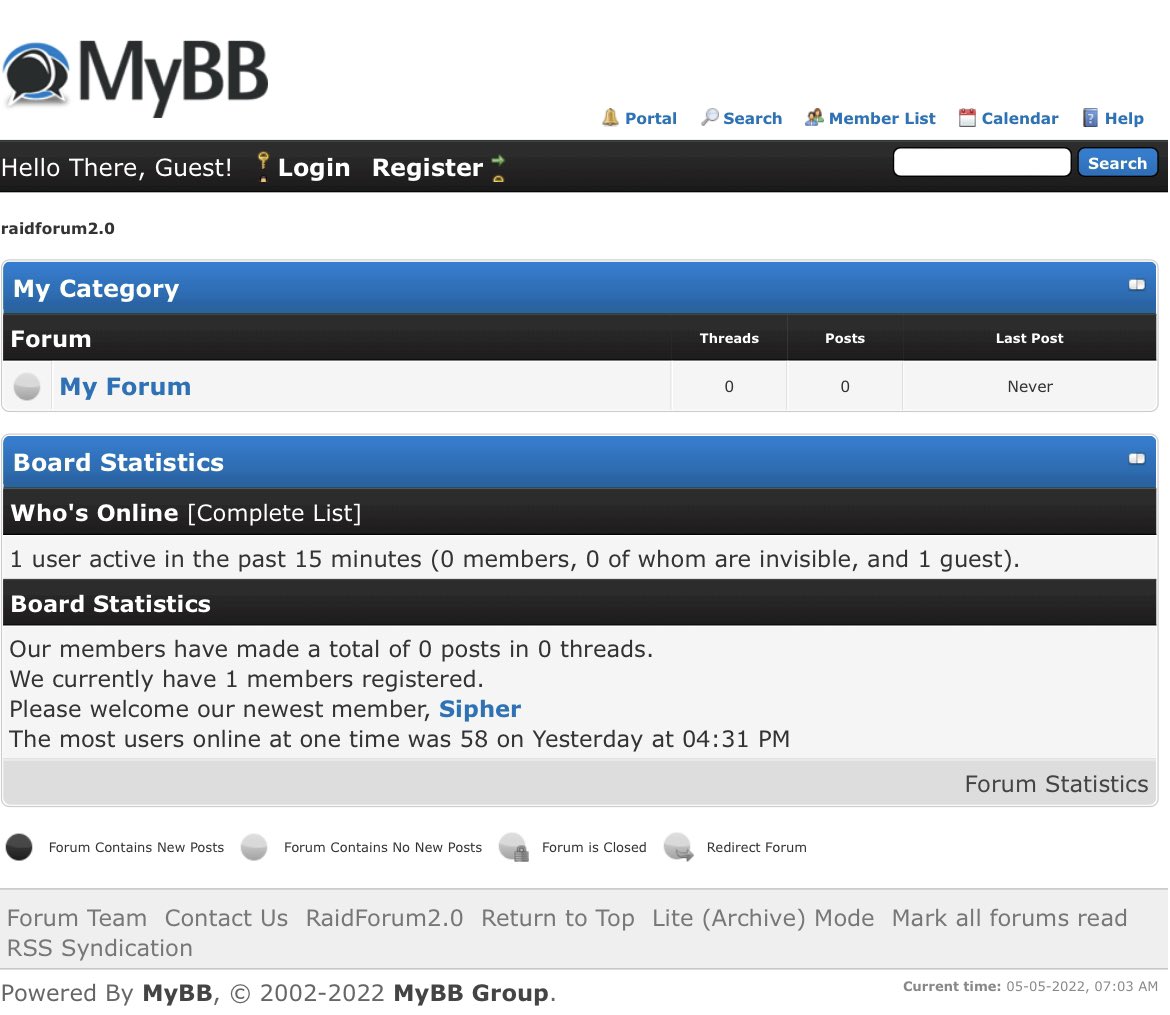 MyBB
Portal Search Member List Calendar Help
Hello There, Guest! Login Register Search
raidforum2.0
My Category
Forum Threads Posts Last Post
My Forum 0 0 Never
Board Statistics
Who's Online [Complete List]
1 user active in the past 15 minutes (0 members, 0 of whom are invisible, and 1 guest).
Board Statistics
Our members have made a total of 0 posts in 0 threads.
We currently have 1 members registered.
Please welcome our newest member, Sipher
The most users online at one time was 58 on Yesterday at 04:31 PM
Forum Statistics
Forum Contains New Posts Forum Contains No New Posts Forum is Closed Redirect Forum
Forum Team Contact Us RaidForum2.0 Return to Top Lite (Archive) Mode Mark all forums read
RSS Syndication
Powered By MyBB, © 2002-2022 MyBB Group. Current time: 05-05-2022, 07:03 AM